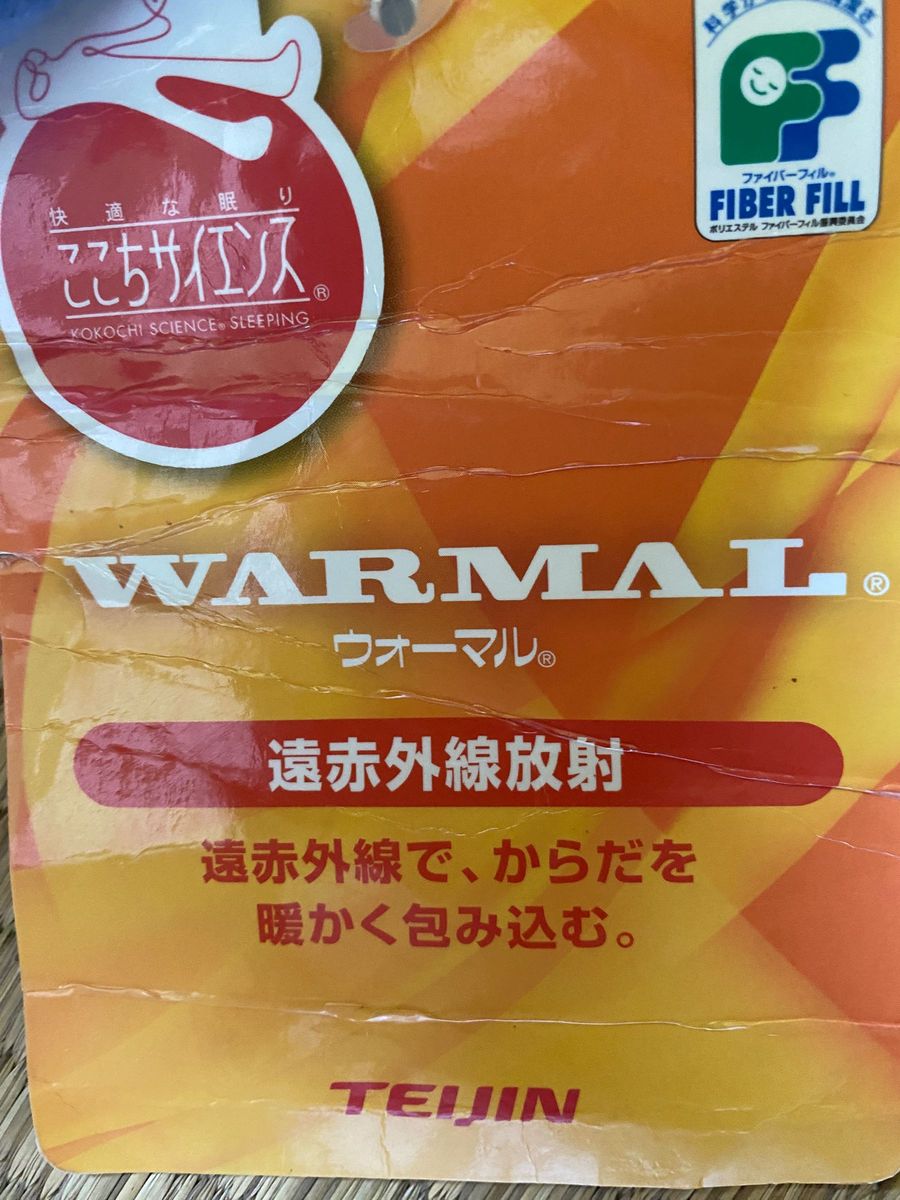 快適な眠り
ここちサイエンス®
KOKOCHI SCIENCE® SLEEPING
科学が
ファイバーフィル®
FIBER FILL
ポリエステル ファイバーフィル振興委員会
WARMAL®
ウォーマル®
遠赤外線放射
遠赤外線で、からだを
暖かく包み込む。
TEIJIN